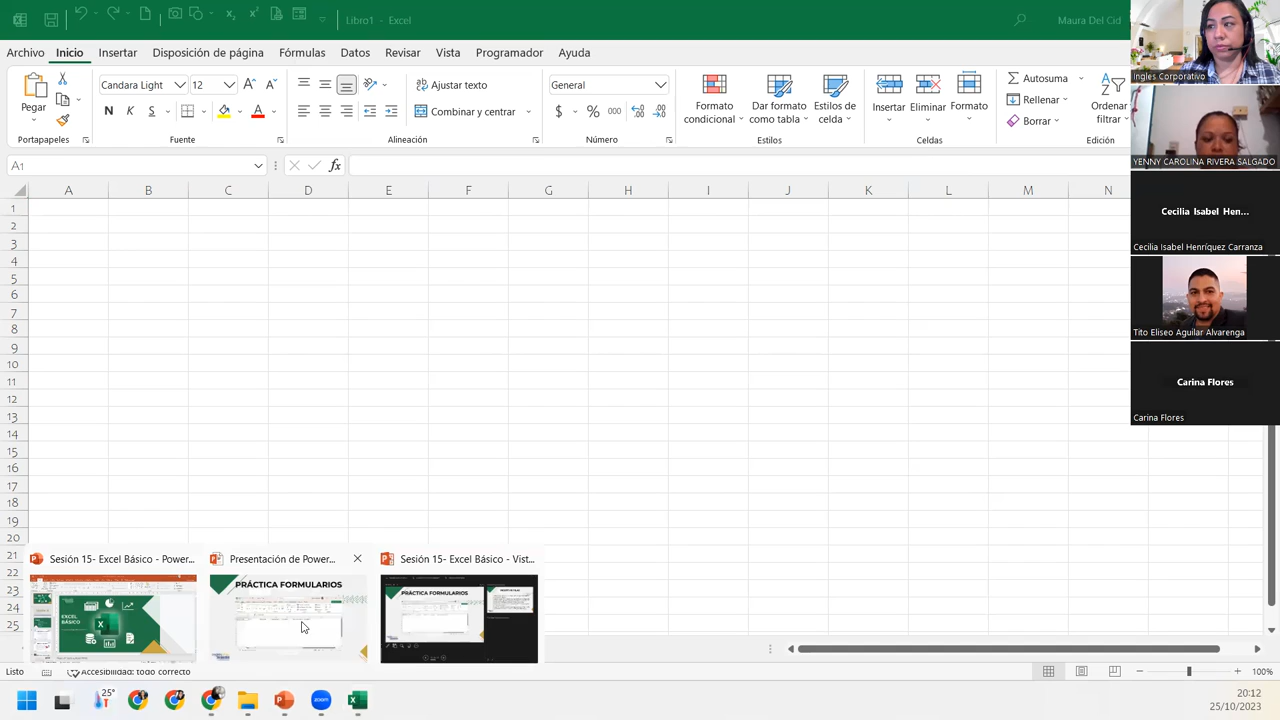 Libro1 - Excel
Maura Del Cid
Archivo Inicio Insertar Disposición de página Fórmulas Datos Revisar Vista Programador Ayuda
Pegar
Candara Light 12
N K S
Ajustar texto
Combinar y centrar
General
$ % 000
Formato condicional
Dar formato como tabla
Estilos de celda
Insertar
Eliminar
Formato
Autosuma
Rellenar
Borrar
Ordenar
filtrar
Portapapeles Fuente Alineación Número Estilos Celdas Edición
A1
fx
A B C D E F G H I J K L M N
1
2
3
4
5
6
7
8
9
10
11
12
13
14
15
16
17
18
19
20
21
22
23
24
25
Ingles Corporativo
YENNY CAROLINA RIVERA SALGADO
Cecilia Isabel Hen...
Cecilia Isabel Henríquez Carranza
Tito Eliseo Aguilar Alvarenga
Carina Flores
Carina Flores
Sesión 15- Excel Básico - Power...
Presentación de Power...
Sesión 15- Excel Básico - Vist...
EXCEL
BÁSICO
PRÁCTICA FORMULARIOS
PRÁCTICA FORMULARIOS
Listo
Accesibilidad: todo correcto
100%
25°
zoom
20:12
25/10/2023